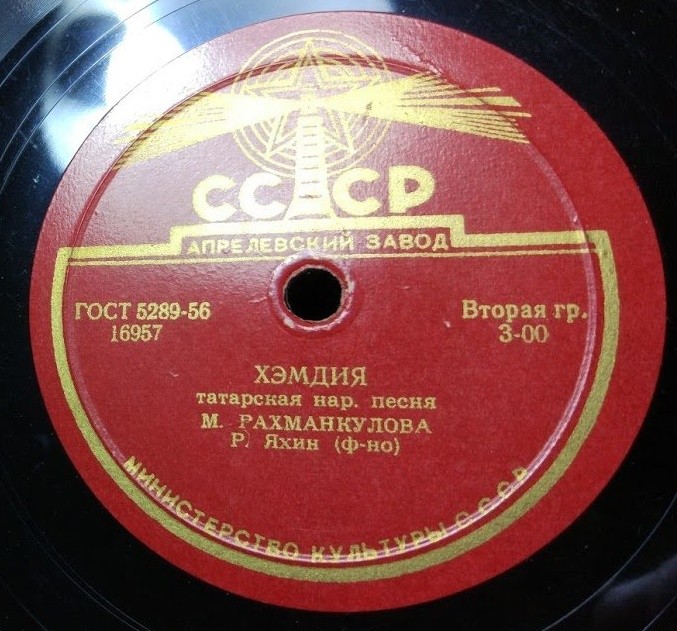 СССР
АПРЕЛЕВСКИЙ ЗАВОД
ГОСТ 5289-56
16957
Вторая гр.
3-00
ХЭМДИЯ
татарская нар. песня
М. РАХМАНКУЛОВА
Р. Яхин (ф-но)
МИНИСТЕРСТВО КУЛЬТУРЫ СССР